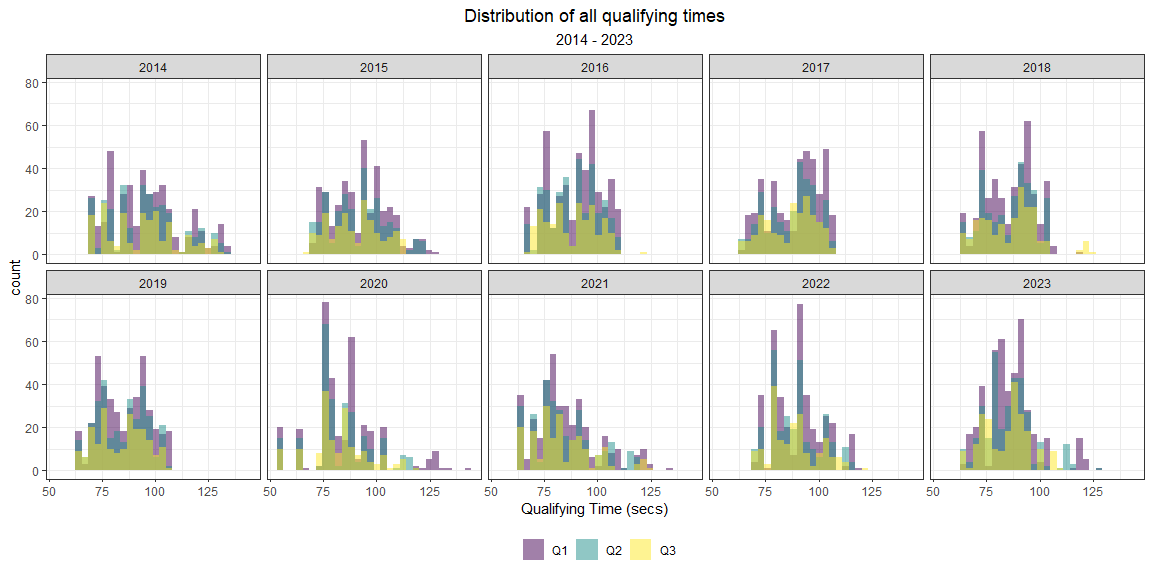 Distribution of all qualifying times
2014 - 2023
2014 2015 2016 2017 2018
80
60
40
20
0
count
2019 2020 2021 2022 2023
80
60
40
20
0
50 75 100 125 50 75 100 125 50 75 100 125 50 75 100 125 50 75 100 125
Qualifying Time (secs)
Q1 Q2 Q3